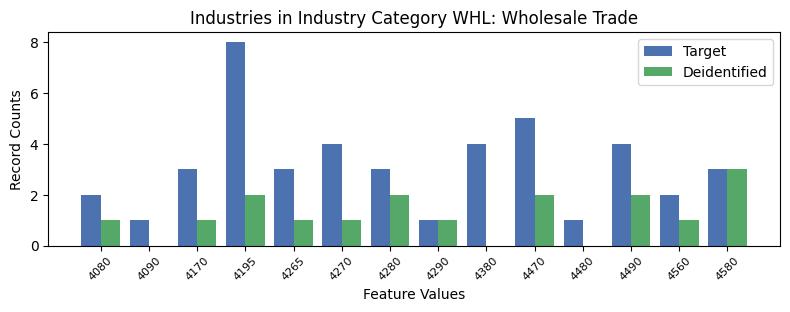 Industries in Industry Category WHL: Wholesale Trade
Target
Deidentified
Record Counts
8
6
4
2
0
4080 4090 4170 4195 4265 4270 4280 4290 4380 4470 4480 4490 4560 4580
Feature Values